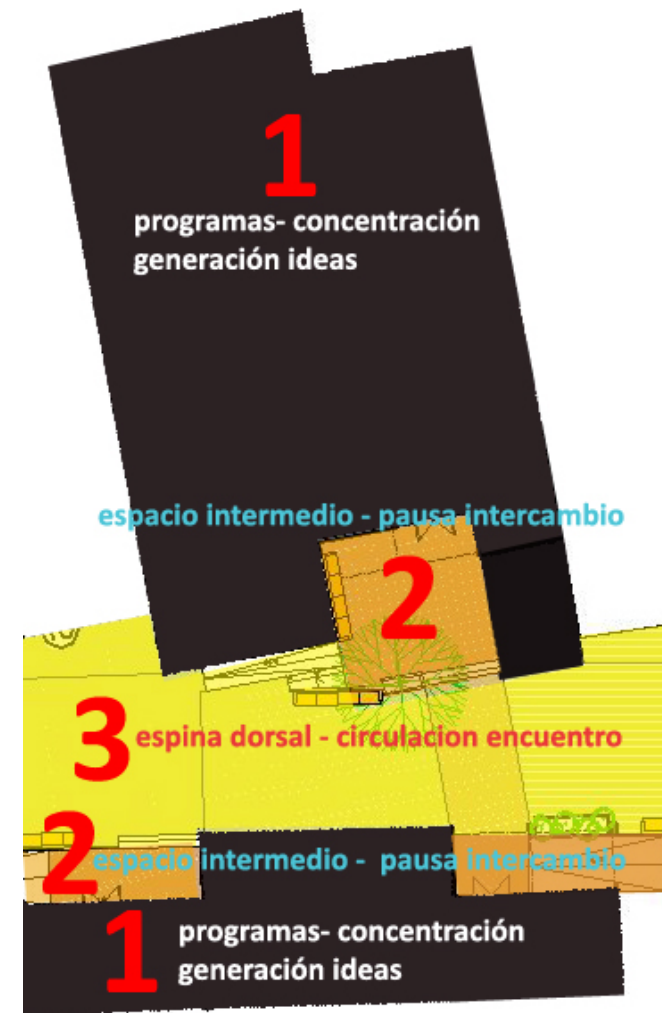 1
programas- concentración
generación ideas
espacio intermedio - pausa intercambio
2
3 espina dorsal - circulacion encuentro
2 espacio intermedio - pausa intercambio
1 programas- concentración
generación ideas